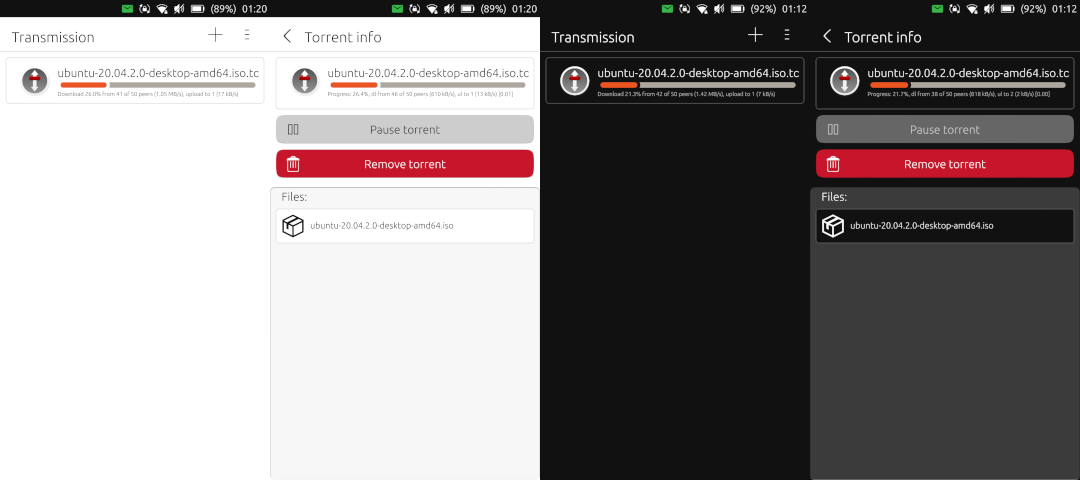 (89%) 01:20
Transmission
ubuntu-20.04.2.0-desktop-amd64.iso.tc
Download 26.0% from 41 of 50 peers (1.05 MB/s), upload to 1 (17 kB/s)
(89%) 01:20
Torrent info
ubuntu-20.04.2.0-desktop-amd64.iso.tc
Progress: 26.4%, dl from 46 of 50 peers (610 kB/s), ul to 1 (13 kB/s) [0.01]
Pause torrent
Remove torrent
Files:
ubuntu-20.04.2.0-desktop-amd64.iso
(92%) 01:12
Transmission
ubuntu-20.04.2.0-desktop-amd64.iso.tc
Download 21.3% from 42 of 50 peers (1.42 MB/s), upload to 1 (7 kB/s)
(92%) 01:12
Torrent info
ubuntu-20.04.2.0-desktop-amd64.iso.tc
Progress: 21.7%, dl from 38 of 50 peers (818 kB/s), ul to 2 (2 kB/s) [0.00]
Pause torrent
Remove torrent
Files:
ubuntu-20.04.2.0-desktop-amd64.iso